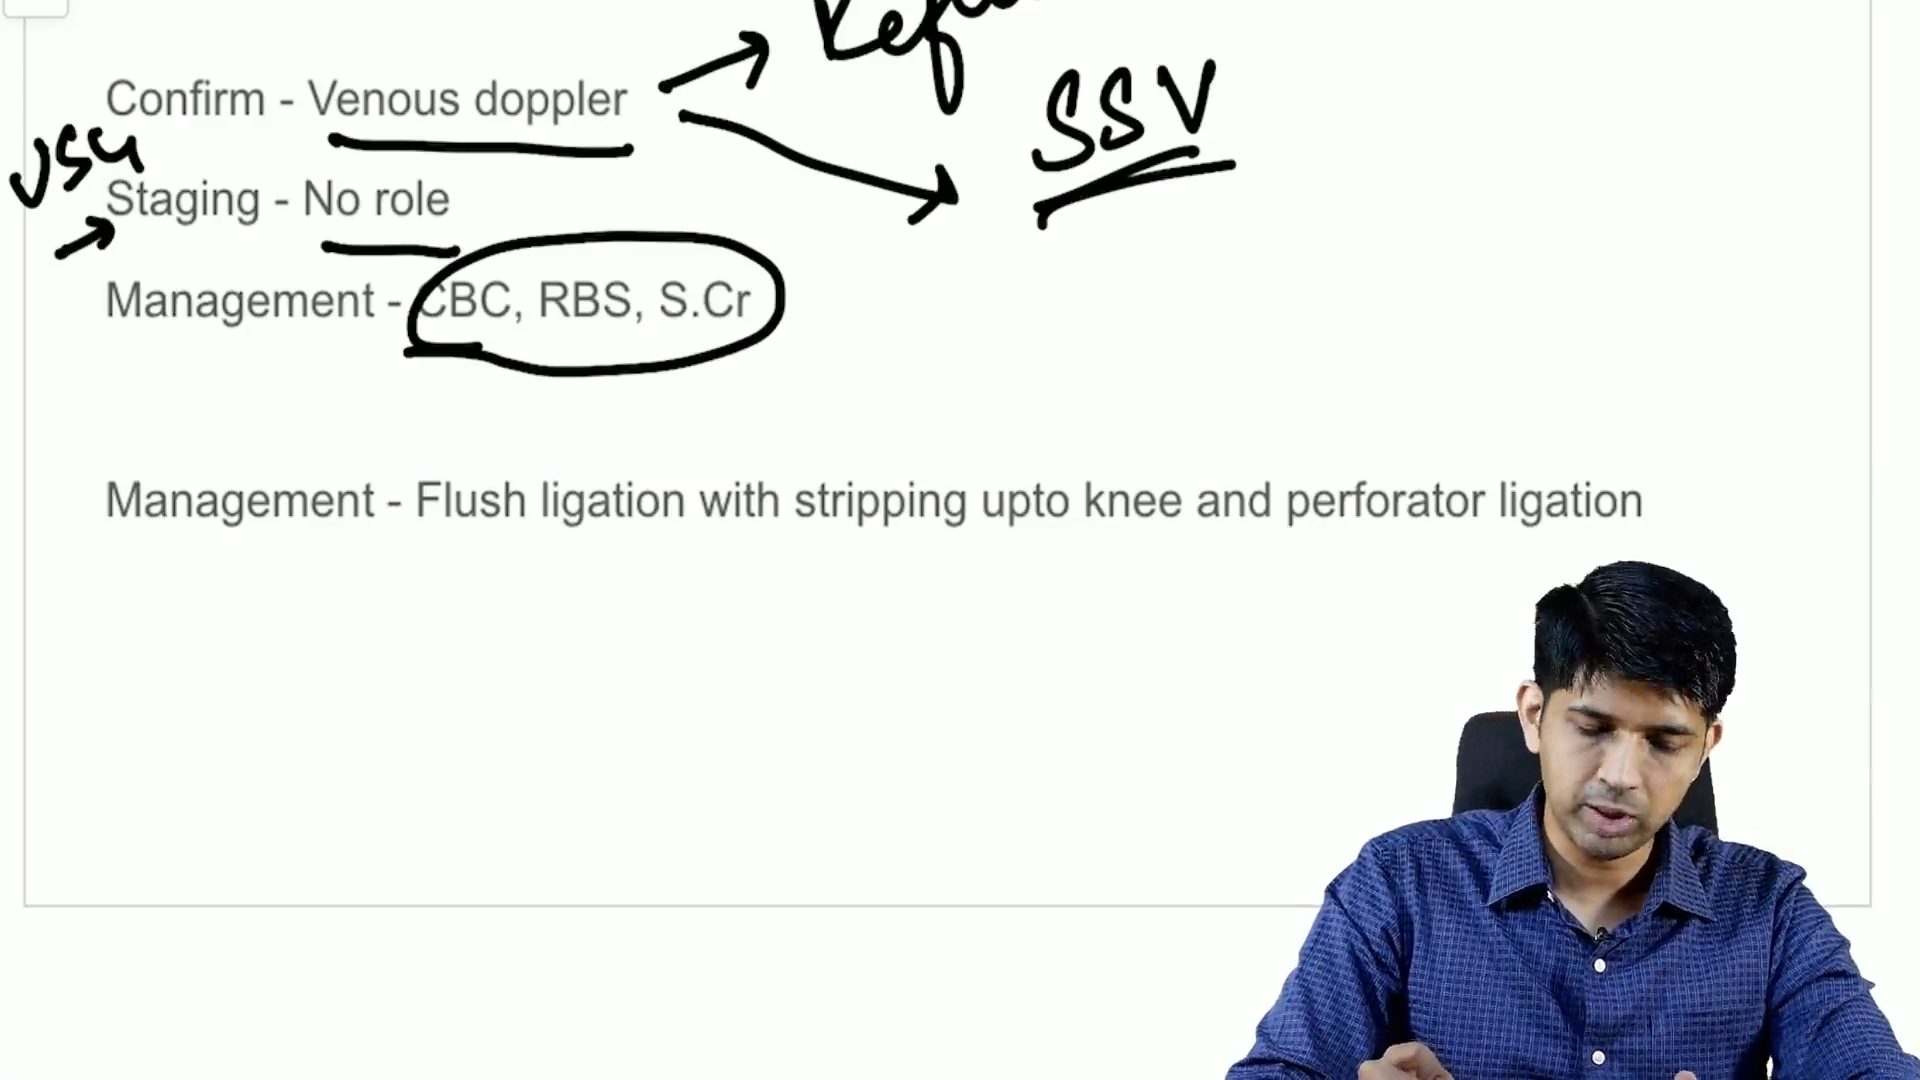 Confirm - Venous doppler
SSV
Staging - No role
Management - CBC, RBS, S.Cr
Management - Flush ligation with stripping upto knee and perforator ligation